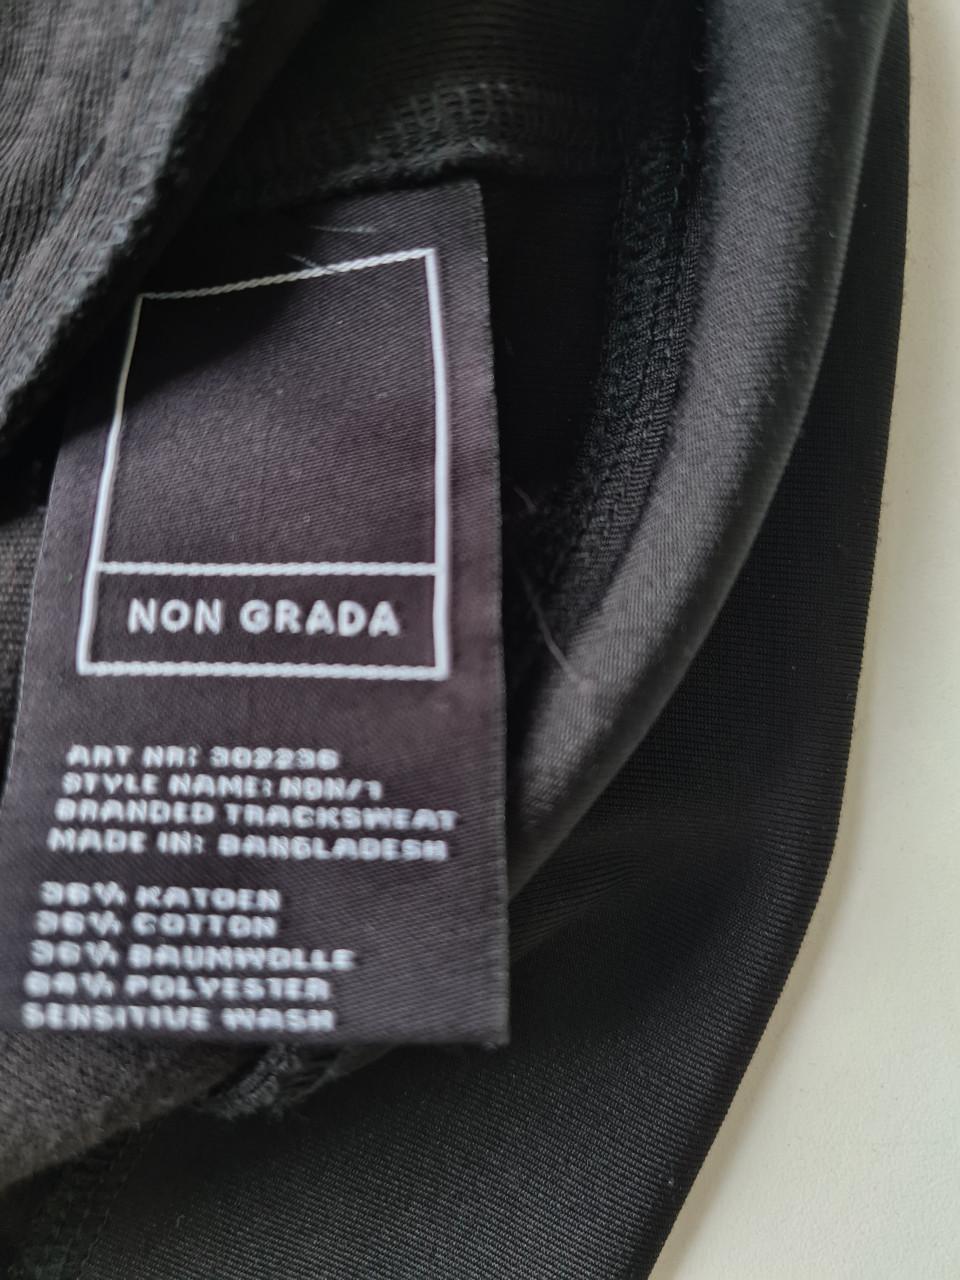 NON GRADA
ART NR: 302236
STYLE NAME: NON/1
BRANDED TRACKSWEAT
MADE IN: BANGLADESH
36% KATOEN
36% COTTON
36% BAUMWOLLE
64% POLYESTER
SENSITIVE WASH